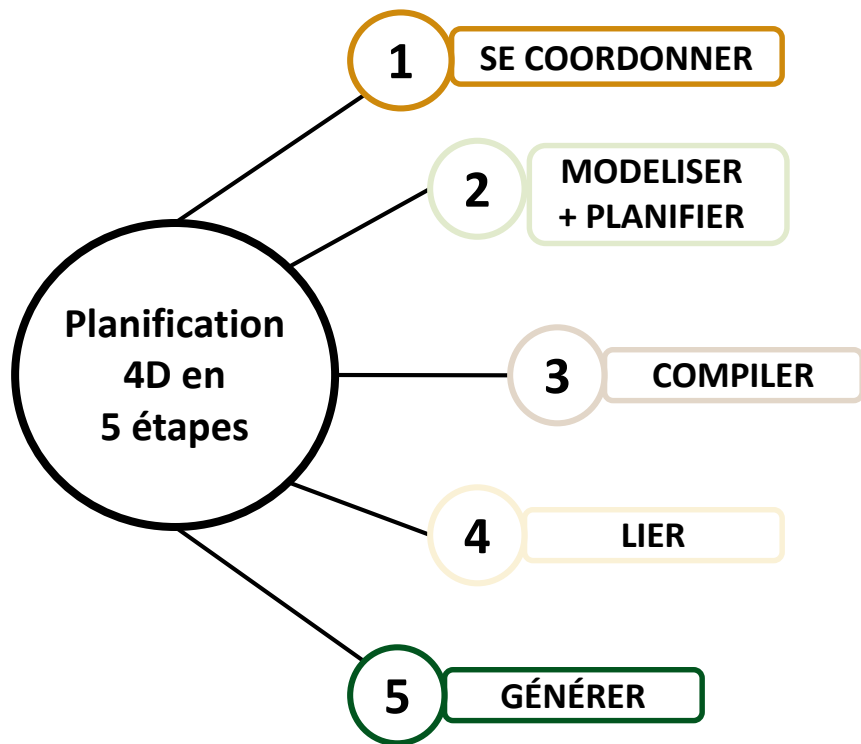 1
SE COORDONNER
2
MODELISER
+ PLANIFIER
Planification
4D en
5 étapes
3
COMPILER
4
LIER
5
GÉNÉRER